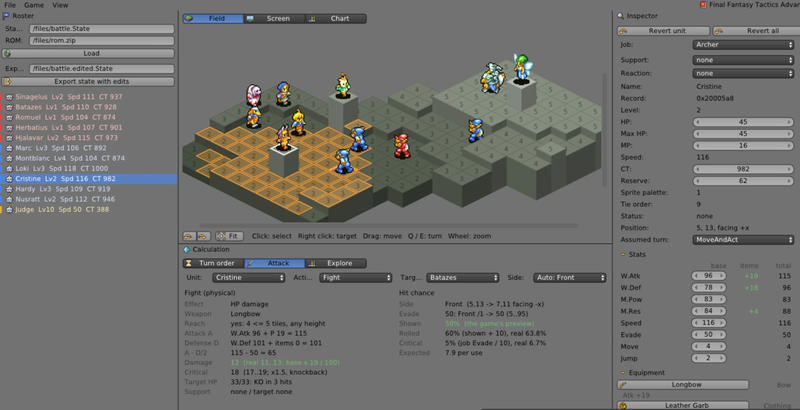 File Game View
Final Fantasy Tactics Advan
Roster
Sta... /files/battle.State
ROM: /files/rom.zip
Load
Exp... /files/battle.edited.State
Export state with edits
Sinagelus Lv2 Spd 111 CT 937
Batazes Lv1 Spd 110 CT 928
Romuel Lv1 Spd 104 CT 874
Herbatius Lv1 Spd 107 CT 901
Hjalavar Lv2 Spd 115 CT 973
Marc Lv3 Spd 106 CT 892
Montblanc Lv4 Spd 104 CT 874
Loki Lv3 Spd 118 CT 1000
Cristine Lv2 Spd 116 CT 982
Hardy Lv3 Spd 109 CT 919
Nusratt Lv2 Spd 112 CT 946
Judge Lv10 Spd 50 CT 388
Field Screen Chart
Fit Click: select Right click: target Drag: move Q / E: turn Wheel: zoom
Calculation
Turn order Attack Explore
Unit: Cristine Acti... Fight Targ... Batazes Side: Auto: Front
Fight (physical)
Effect HP damage
Weapon Longbow
Reach yes: 4 <= 5 tiles, any height
Attack A W.Atk 96 + P 19 = 115
Defense D W.Def 101 + items 0 = 101
A - D/2 115 - 50 = 65
Damage 12 (real 11..13: base x 19 / 100)
Critical 18 (17..19; x1.5, knockback)
Target HP 33/33: KO in 3 hits
Support none / target none
Hit chance
Side Front (5,13 -> 7,11 facing -x)
Evade 50: Front /1 -> 50 (5..95)
Shown 50% (the game's preview)
Rolled 60% (shown + 10), real 63.8%
Critical 5% (job Evade / 10), real 6.7%
Expected 7.9 per use
Inspector
Revert unit Revert all
Job: Archer
Support: none
Reaction: none
Name: Cristine
Record: 0x20005a8
Level: 2
HP: 45
Max HP: 45
MP: 16
Speed: 116
CT: 982
Reserve: 62
Sprite palette: 1
Tie order: 9
Status: none
Position: 5, 13, facing +x
Assumed turn: MoveAndAct
Stats
base items total
W.Atk 96 +19 115
W.Def 78 +18 96
M.Pow 83 83
M.Res 84 +4 88
Speed 116 116
Evade 50 50
Move 4 4
Jump 2 2
Equipment
Longbow Bow
Atk +19
Leather Garb Clothing